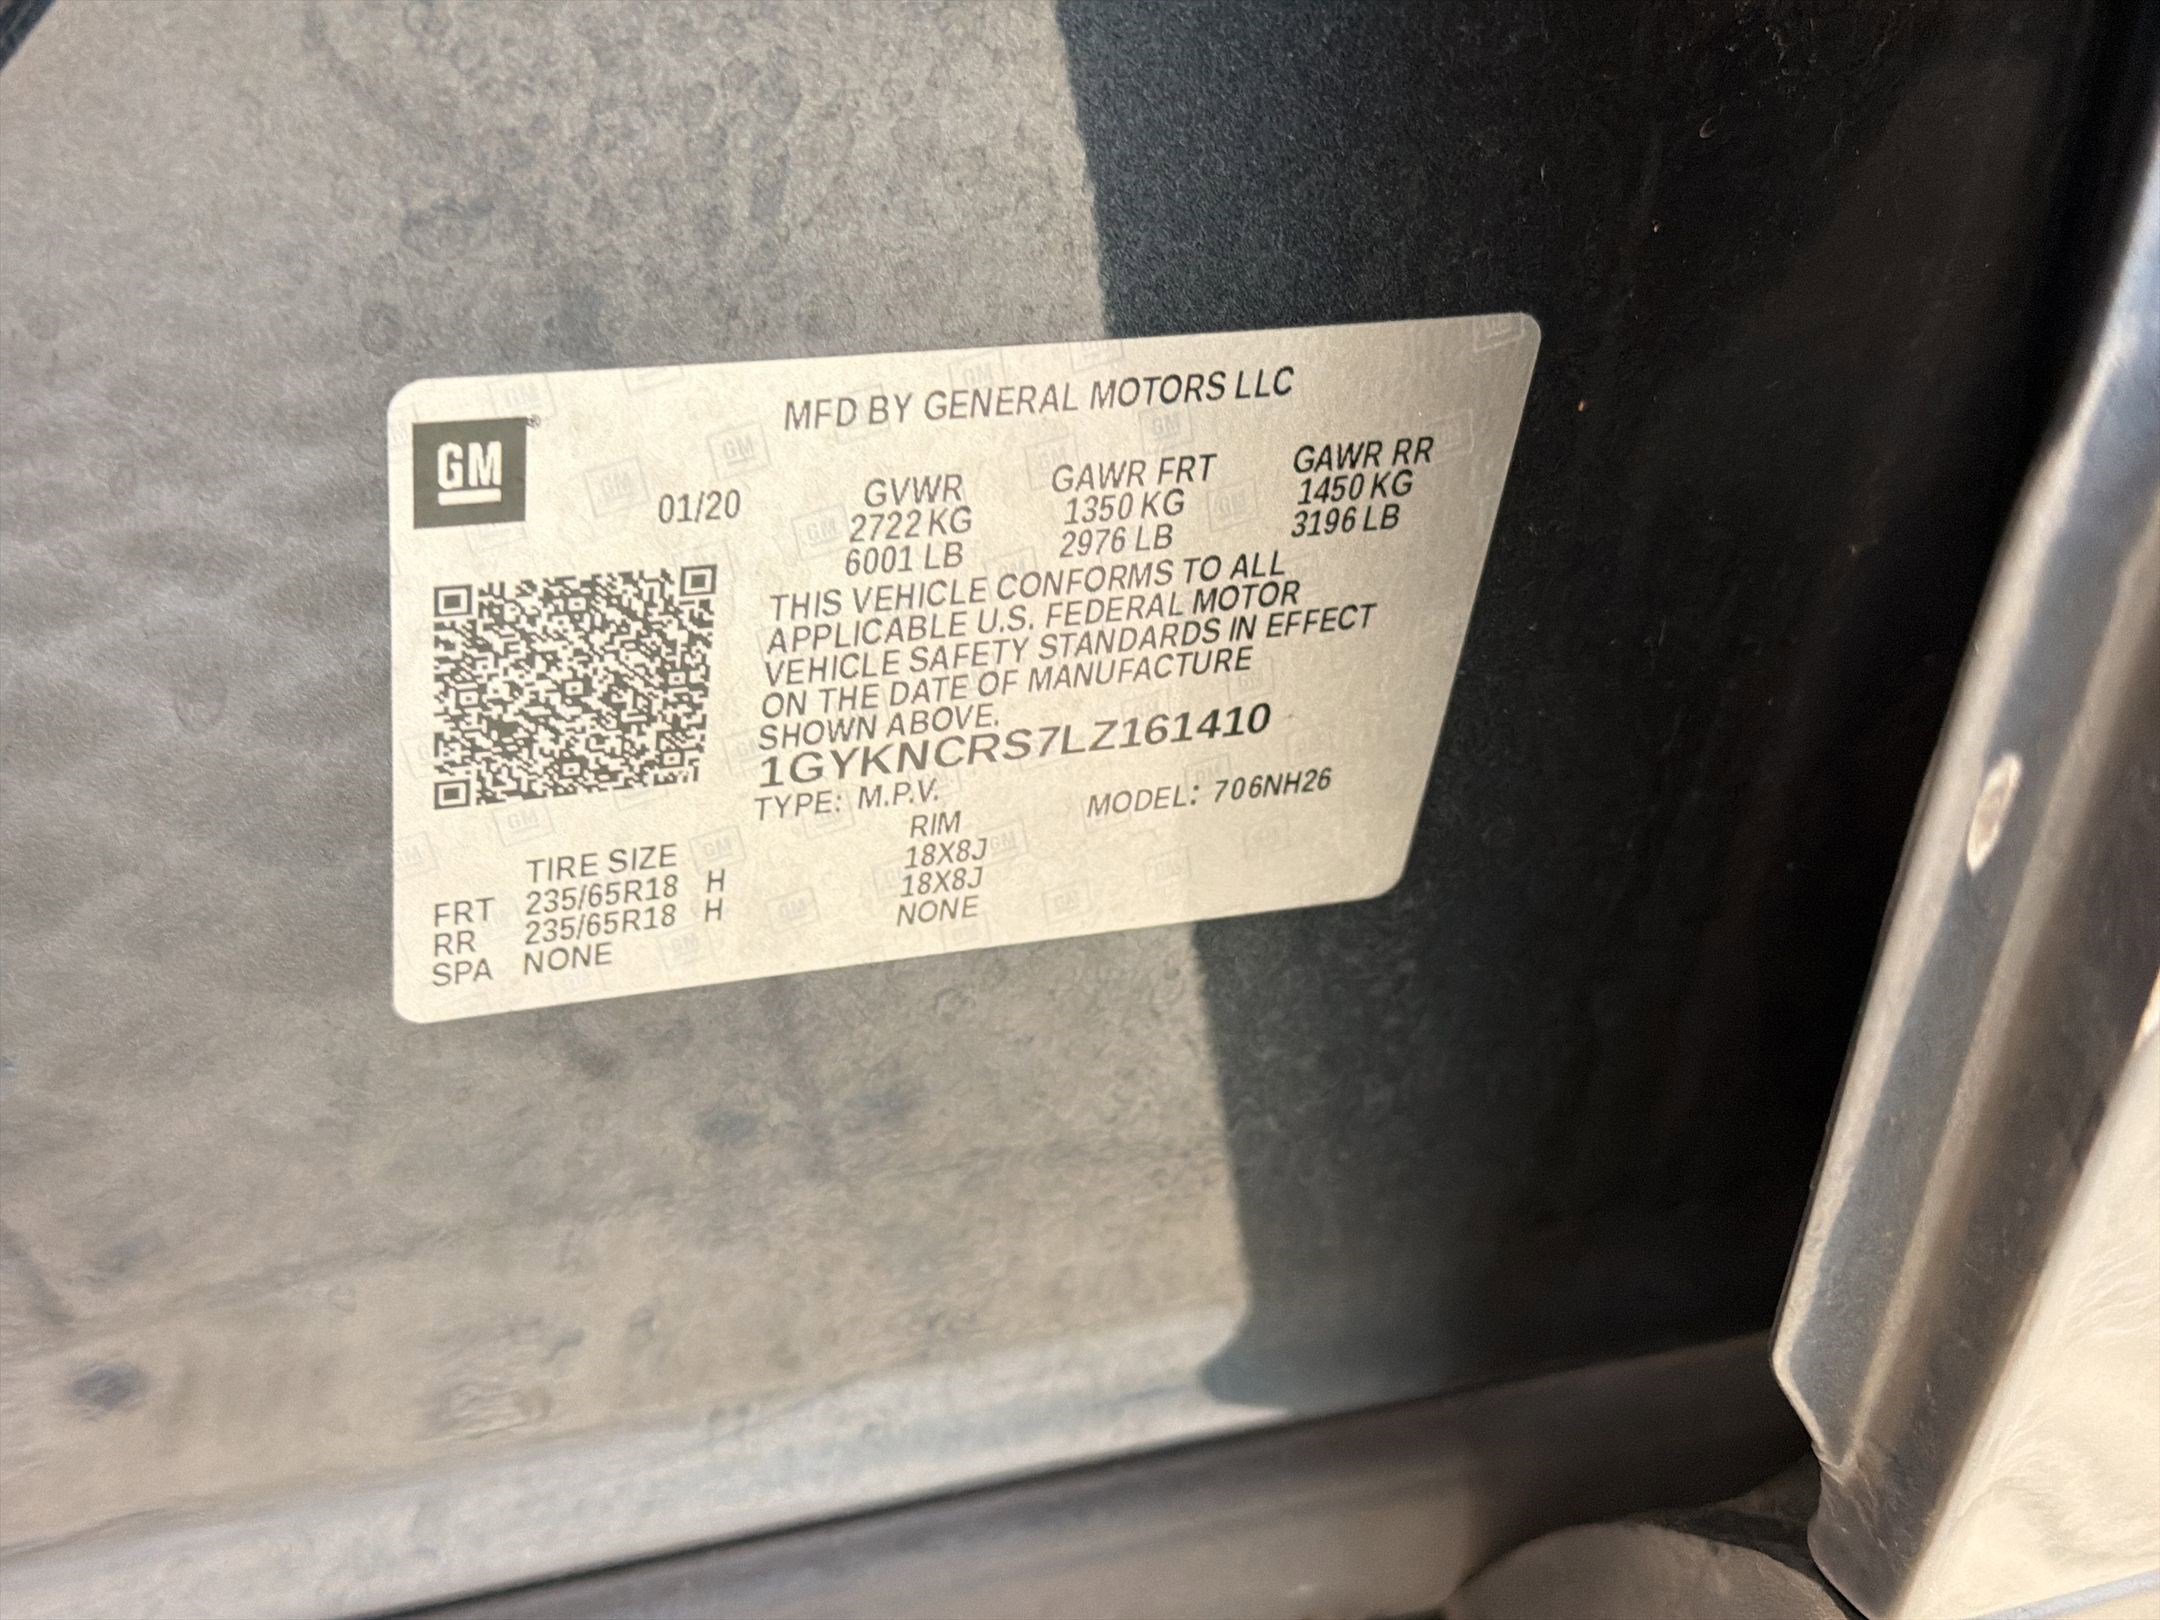 MFD BY GENERAL MOTORS LLC
GM
01/20
GVWR GAWR FRT GAWR RR
2722 KG 1350 KG 1450 KG
6001 LB 2976 LB 3196 LB
THIS VEHICLE CONFORMS TO ALL
APPLICABLE U.S. FEDERAL MOTOR
VEHICLE SAFETY STANDARDS IN EFFECT
ON THE DATE OF MANUFACTURE
SHOWN ABOVE.
1GYKNCRS7LZ161410
TYPE: M.P.V. MODEL: 706NH26
TIRE SIZE RIM
FRT 235/65R18 H 18X8J
RR 235/65R18 H 18X8J
SPA NONE NONE